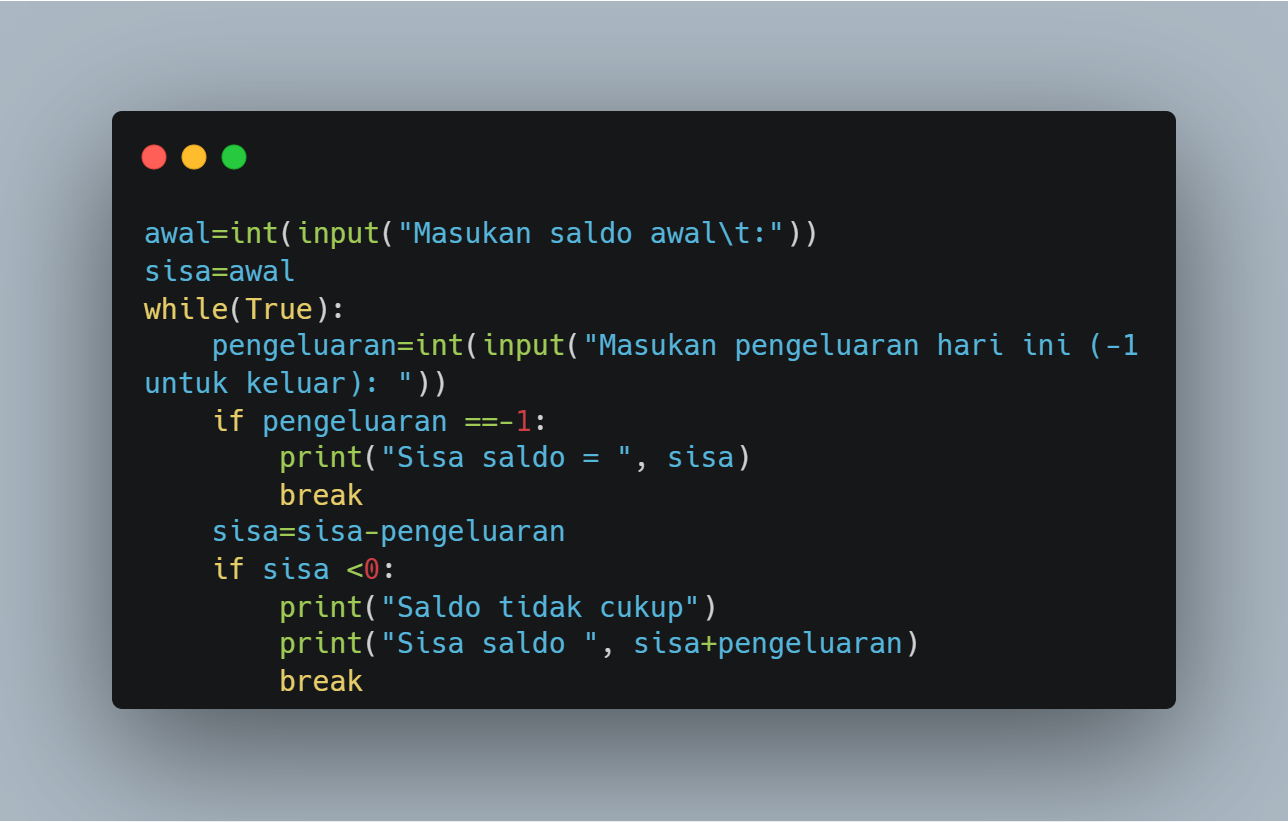 awal=int(input("Masukan saldo awal\t:"))
sisa=awal
while(True):
    pengeluaran=int(input("Masukan pengeluaran hari ini (-1
untuk keluar): "))
    if pengeluaran ==-1:
        print("Sisa saldo = ", sisa)
        break
    sisa=sisa-pengeluaran
    if sisa <0:
        print("Saldo tidak cukup")
        print("Sisa saldo ", sisa+pengeluaran)
        break